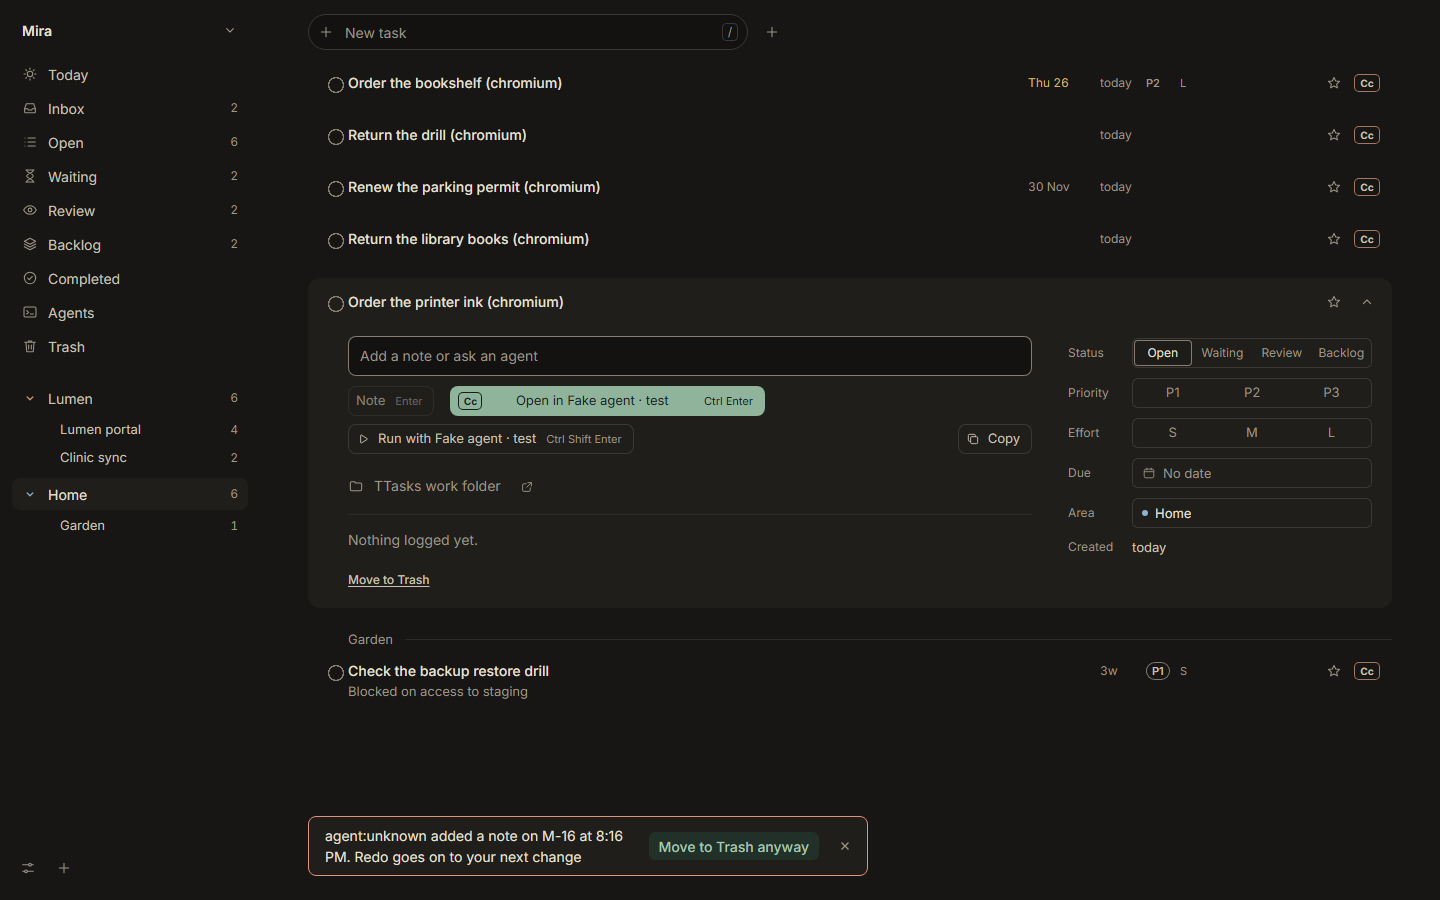 Mira
Today
Inbox 2
Open 6
Waiting 2
Review 2
Backlog 2
Completed
Agents
Trash
Lumen 6
Lumen portal 4
Clinic sync 2
Home 6
Garden 1
New task /
Order the bookshelf (chromium) Thu 26 today P2 L Cc
Return the drill (chromium) today Cc
Renew the parking permit (chromium) 30 Nov today Cc
Return the library books (chromium) today Cc
Order the printer ink (chromium)
Add a note or ask an agent
Note Enter Cc Open in Fake agent · test Ctrl Enter
Run with Fake agent · test Ctrl Shift Enter Copy
TTasks work folder
Nothing logged yet.
Move to Trash
Status Open Waiting Review Backlog
Priority P1 P2 P3
Effort S M L
Due No date
Area Home
Created today
Garden
Check the backup restore drill 3w P1 S Cc
Blocked on access to staging
agent:unknown added a note on M-16 at 8:16
PM. Redo goes on to your next change
Move to Trash anyway